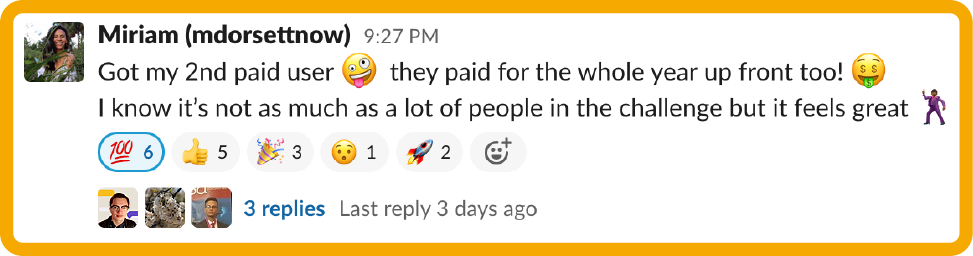 Miriam (mdorsettnow) 9:27 PM
Got my 2nd paid user 🤪 they paid for the whole year up front too! 🤑
I know it's not as much as a lot of people in the challenge but it feels great 🕺🏾
💯 6 👍 5 🎉 3 😯 1 🚀 2
3 replies Last reply 3 days ago